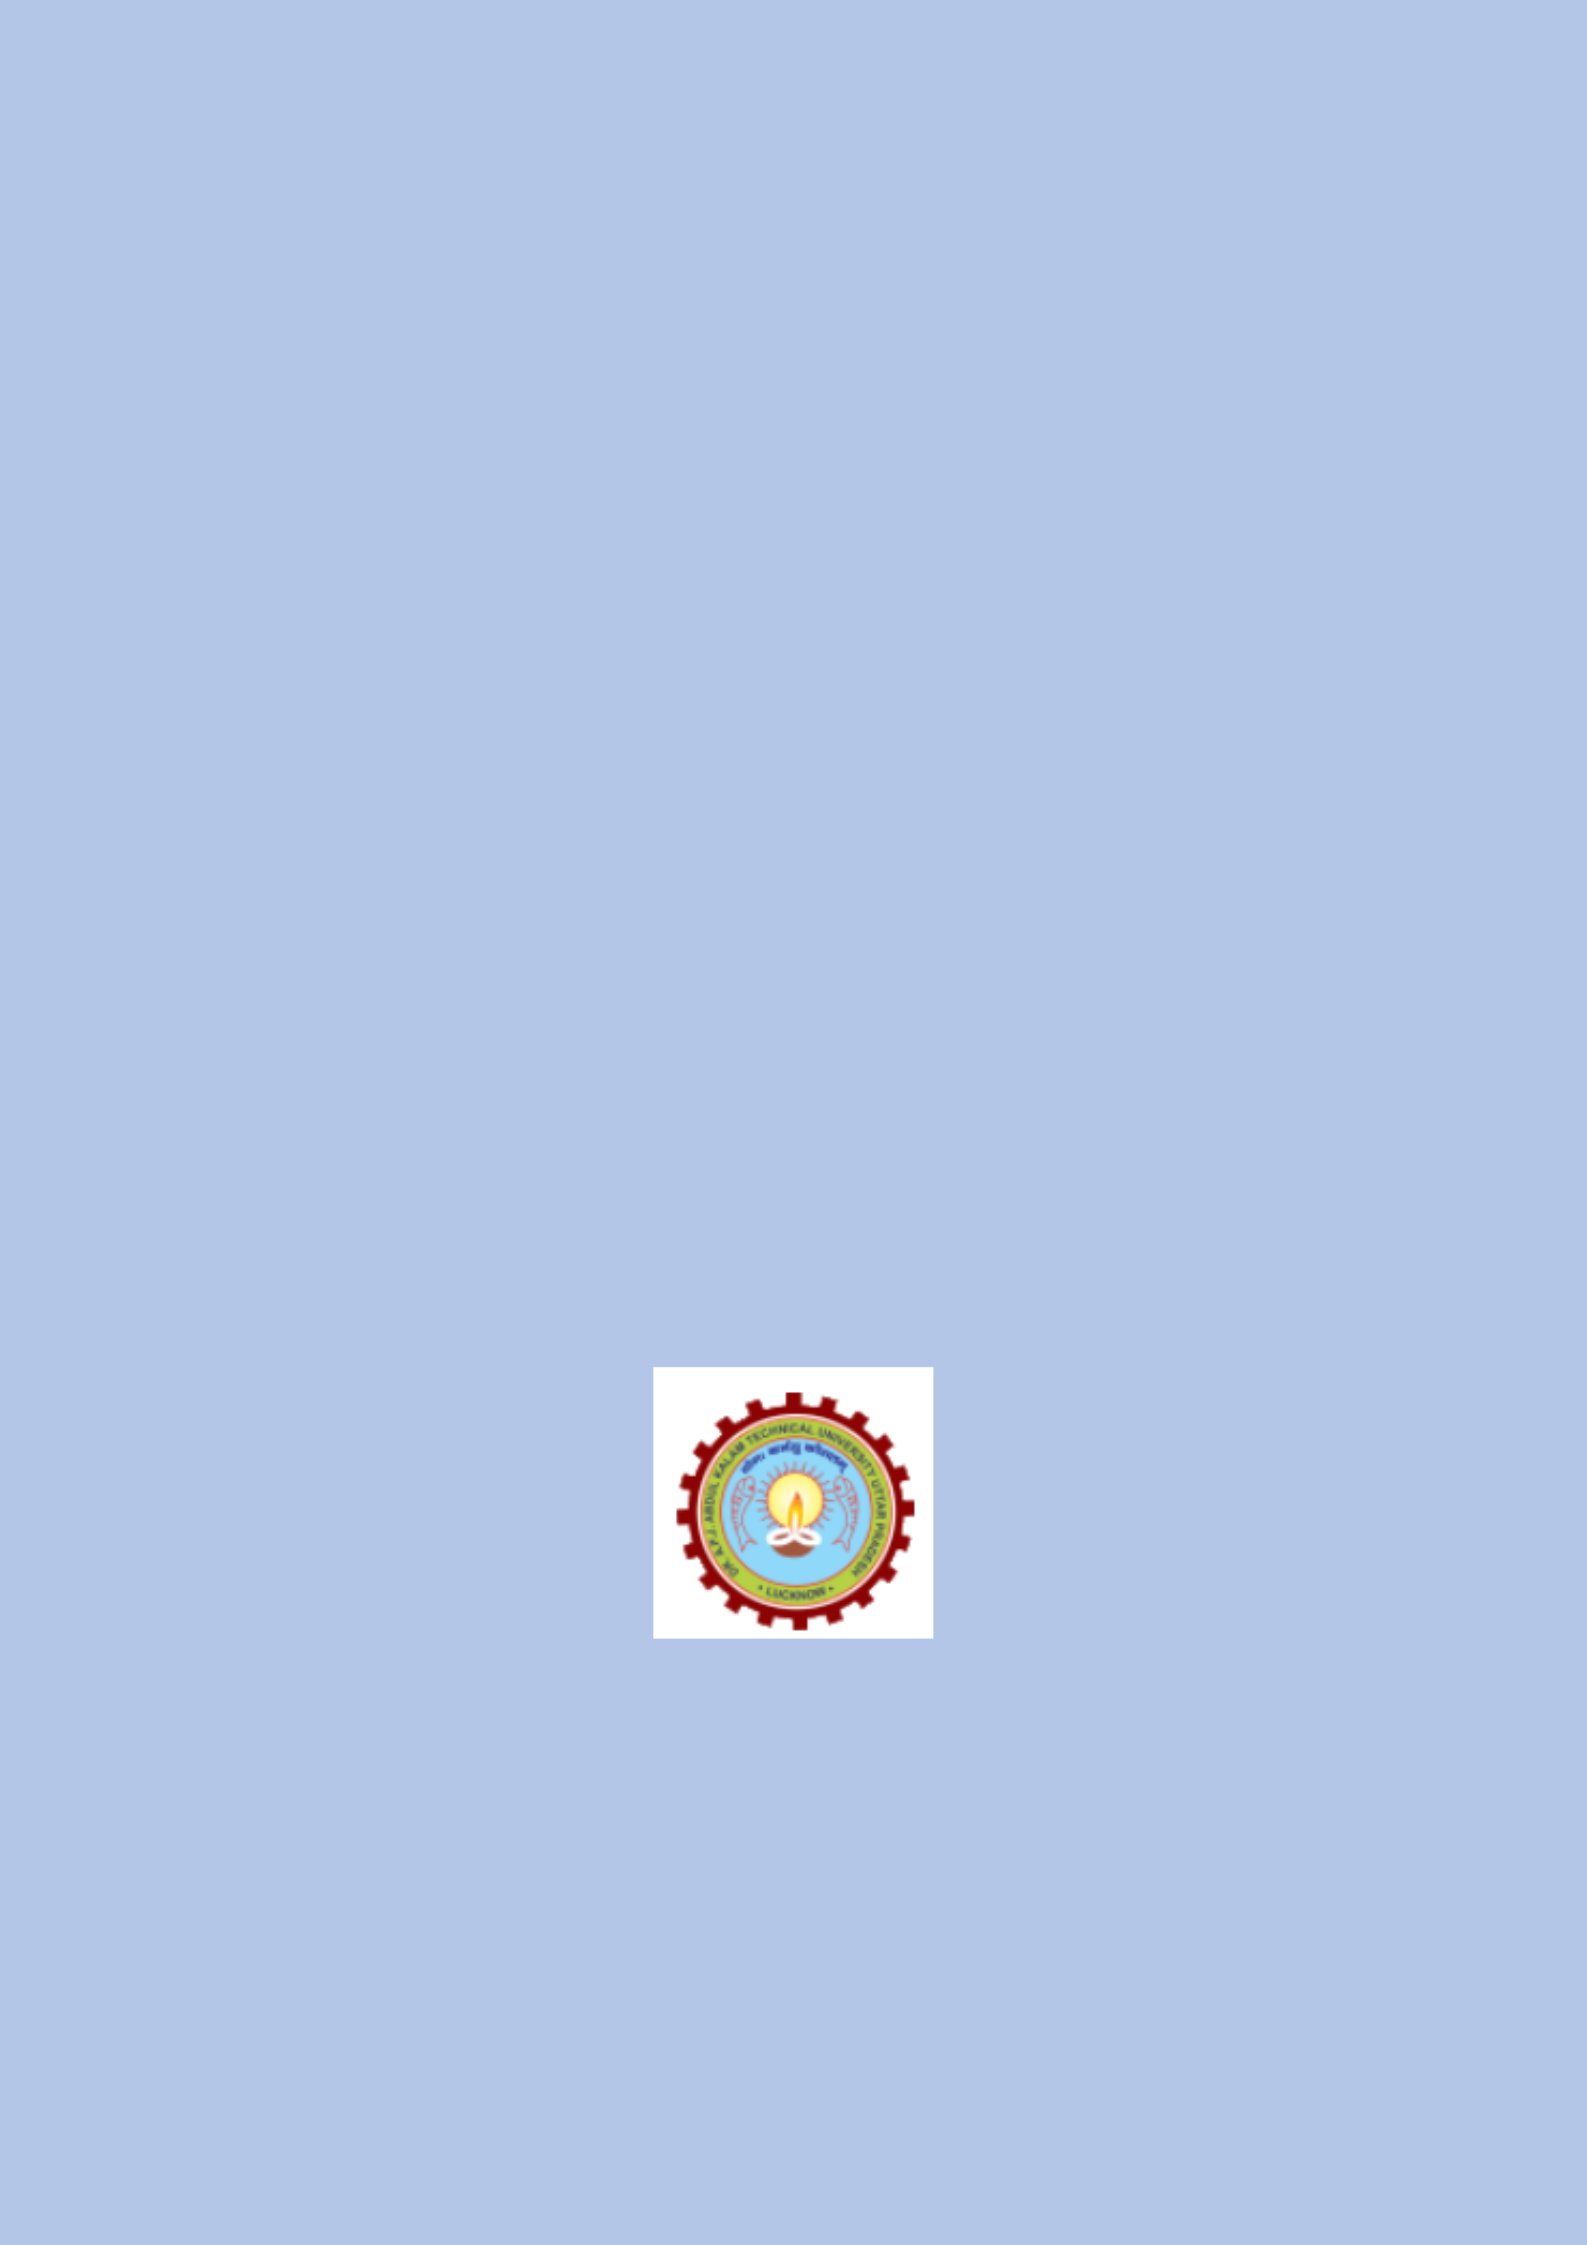 DR. A.P.J. ABDUL KALAM TECHNICAL UNIVERSITY UTTAR PRADESH
• LUCKNOW •